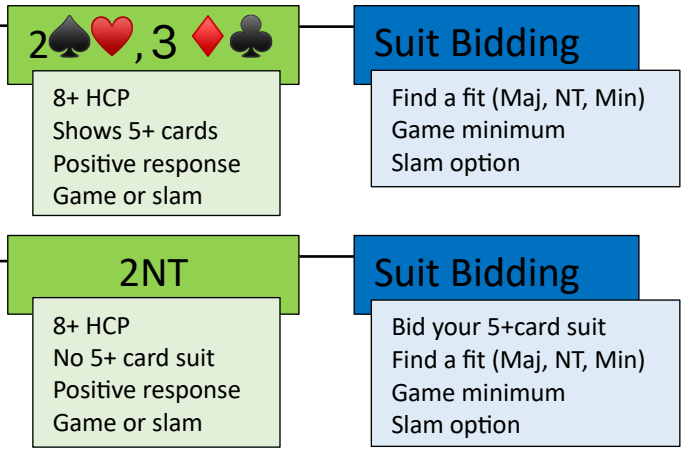 2♠♥, 3 ♦♣
8+ HCP
Shows 5+ cards
Positive response
Game or slam
Suit Bidding
Find a fit (Maj, NT, Min)
Game minimum
Slam option
2NT
8+ HCP
No 5+ card suit
Positive response
Game or slam
Suit Bidding
Bid your 5+card suit
Find a fit (Maj, NT, Min)
Game minimum
Slam option